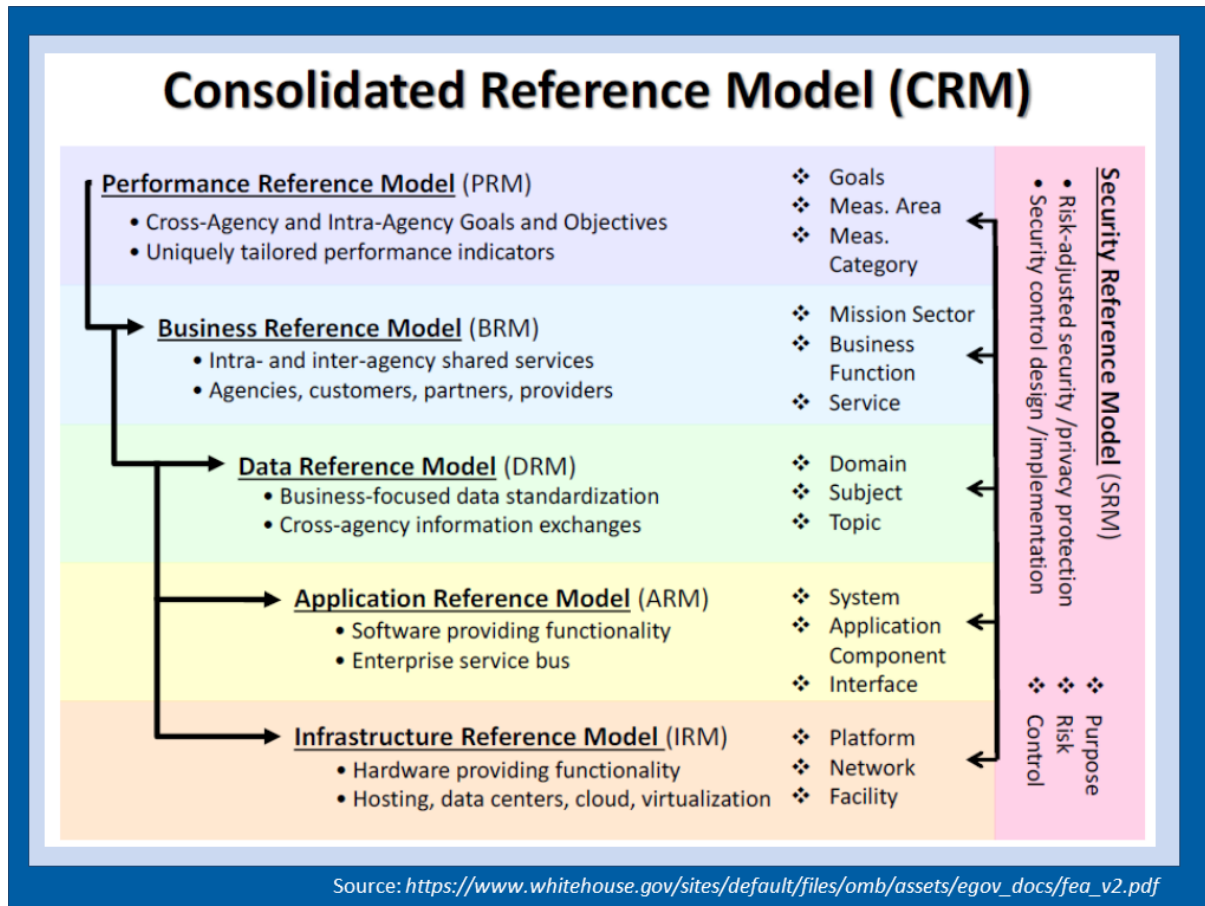 Consolidated Reference Model (CRM)
Performance Reference Model (PRM)
• Cross-Agency and Intra-Agency Goals and Objectives
• Uniquely tailored performance indicators
❖ Goals
❖ Meas. Area
❖ Meas.
Category
Business Reference Model (BRM)
• Intra- and inter-agency shared services
• Agencies, customers, partners, providers
❖ Mission Sector
❖ Business
Function
❖ Service
Data Reference Model (DRM)
• Business-focused data standardization
• Cross-agency information exchanges
❖ Domain
❖ Subject
❖ Topic
Application Reference Model (ARM)
• Software providing functionality
• Enterprise service bus
❖ System
❖ Application
Component
❖ Interface
Infrastructure Reference Model (IRM)
• Hardware providing functionality
• Hosting, data centers, cloud, virtualization
❖ Platform
❖ Network
❖ Facility
Security Reference Model (SRM)
• Risk-adjusted security /privacy protection
• Security control design /implementation
❖ Purpose
❖ Risk
❖ Control
Source: https://www.whitehouse.gov/sites/default/files/omb/assets/egov_docs/fea_v2.pdf